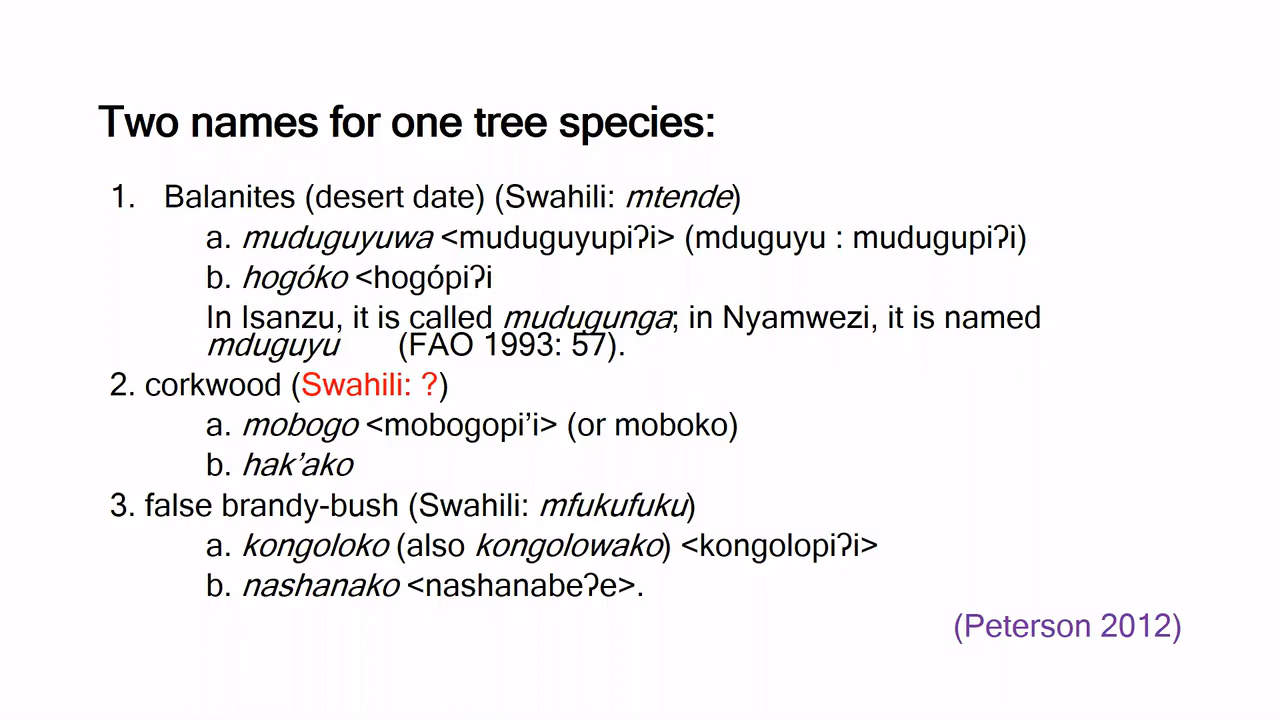 Two names for one tree species:
1. Balanites (desert date) (Swahili: mtende)
a. muduguyuwa <muduguyupiʔi> (mduguyu : mudugupiʔi)
b. hogóko <hogópiʔi
In Isanzu, it is called mudugunga; in Nyamwezi, it is named
mduguyu (FAO 1993: 57).
2. corkwood (Swahili: ?)
a. mobogo <mobogopi’i> (or moboko)
b. hak’ako
3. false brandy-bush (Swahili: mfukufuku)
a. kongoloko (also kongolowako) <kongolopiʔi>
b. nashanako <nashanabeʔe>.
(Peterson 2012)